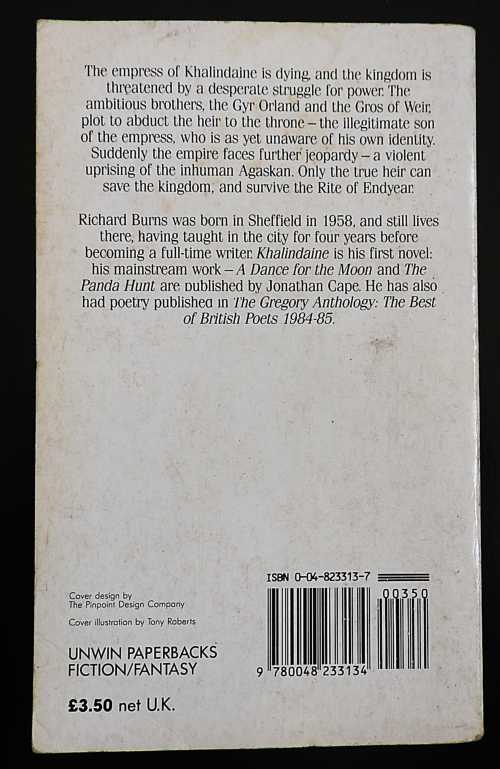 The empress of Khalindaine is dying, and the kingdom is
threatened by a desperate struggle for power. The
ambitious brothers, the Gyr Orland and the Gros of Weir,
plot to abduct the heir to the throne – the illegitimate son
of the empress, who is as yet unaware of his own identity.
Suddenly the empire faces further jeopardy – a violent
uprising of the inhuman Agaskan. Only the true heir can
save the kingdom, and survive the Rite of Endyear.
Richard Burns was born in Sheffield in 1958, and still lives
there, having taught in the city for four years before
becoming a full-time writer. Khalindaine is his first novel:
his mainstream work – A Dance for the Moon and The
Panda Hunt are published by Jonathan Cape. He has also
had poetry published in The Gregory Anthology: The Best
of British Poets 1984-85.
ISBN 0-04-823313-7
00350
Cover design by
The Pinpoint Design Company
Cover illustration by Tony Roberts
UNWIN PAPERBACKS
FICTION/FANTASY
9 780048 233134
£3.50 net U.K.